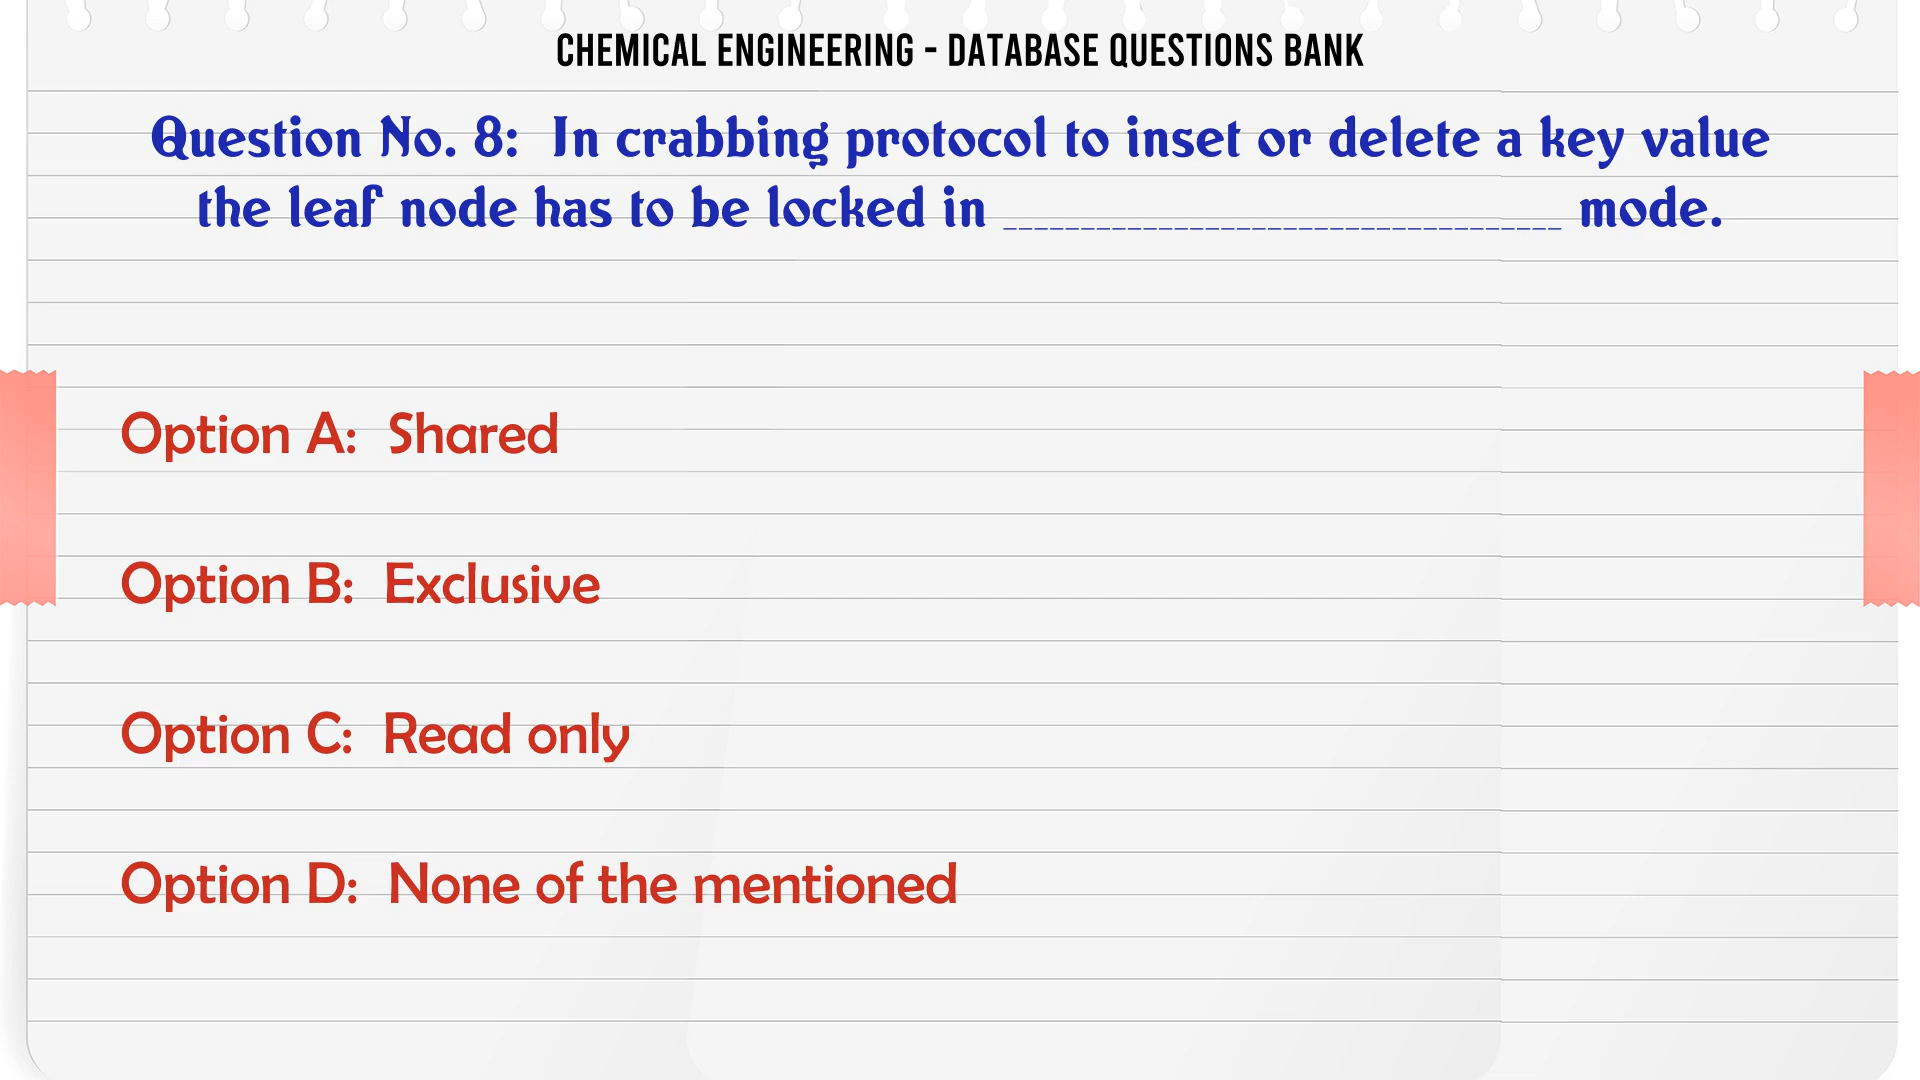 CHEMICAL ENGINEERING - DATABASE QUESTIONS BANK
Question No. 8: In crabbing protocol to inset or delete a key value
the leaf node has to be locked in ____________________________________ mode.
Option A: Shared
Option B: Exclusive
Option C: Read only
Option D: None of the mentioned